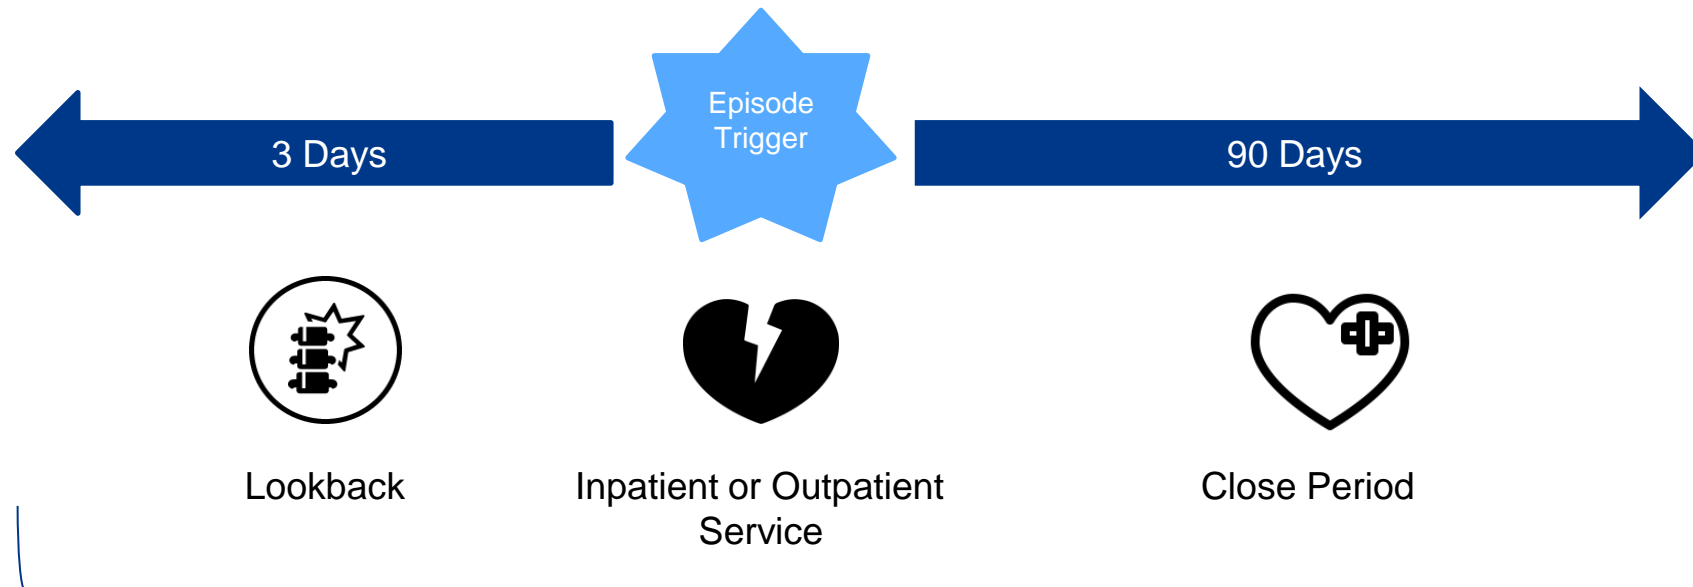 Episode
Trigger
3 Days
90 Days
Lookback
Inpatient or Outpatient
Service
Close Period